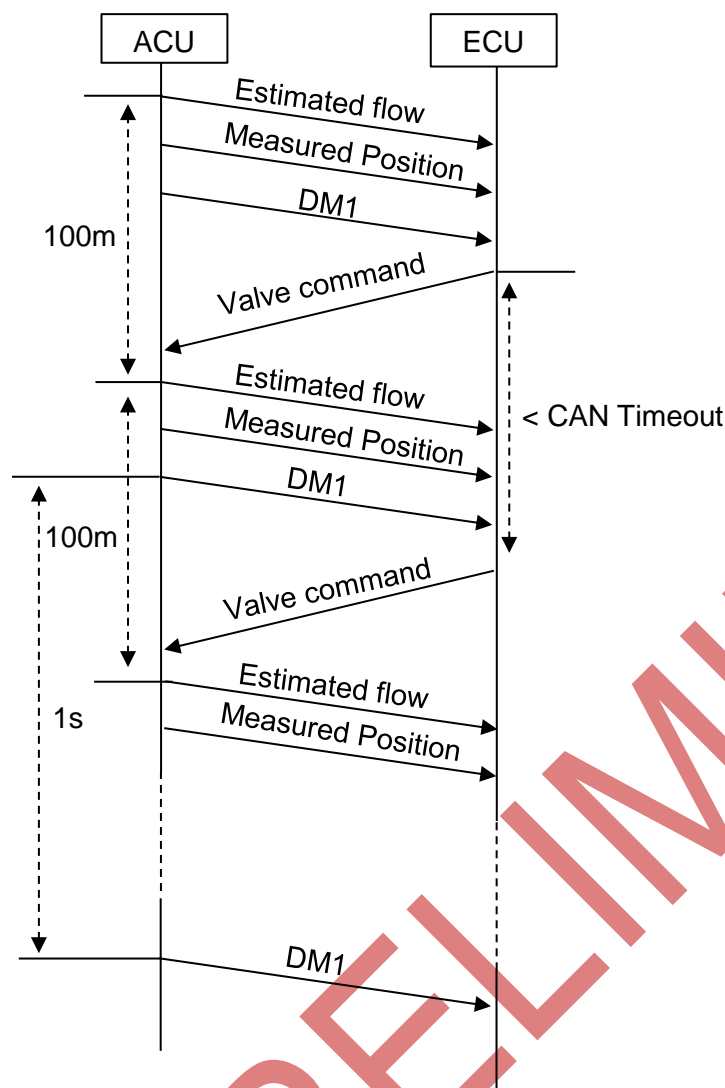 ACU
ECU
Estimated flow
Measured Position
DM1
100m
Valve command
Estimated flow
< CAN Timeout
Measured Position
DM1
100m
Valve command
Estimated flow
1s
Measured Position
DM1